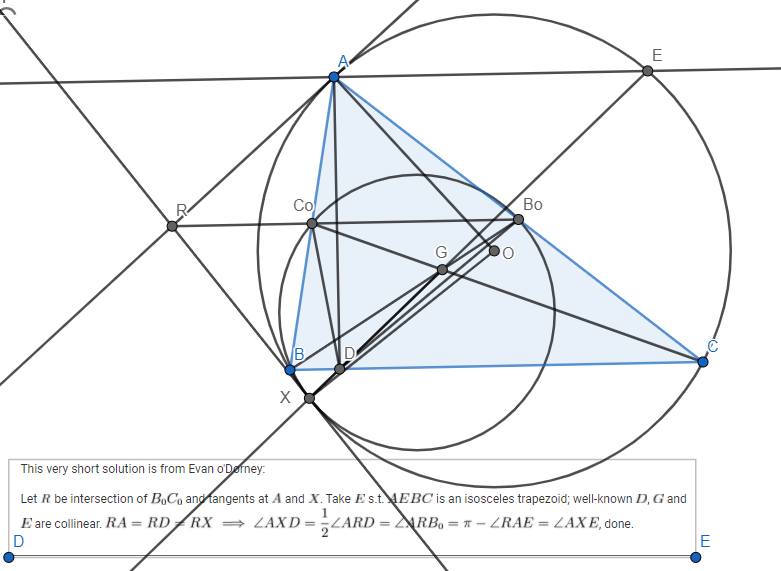 A
E
R
Co
Bo
G
O
B
D
C
X
This very short solution is from Evan o'Dorney:
Let R be intersection of B₀C₀ and tangents at A and X. Take E s.t. AEBC is an isosceles trapezoid; well-known D, G and
E are collinear. RA = RD = RX ⟹ ∠AXD = 1/2∠ARD = ∠ARB₀ = π − ∠RAE = ∠AXE, done.
D
E